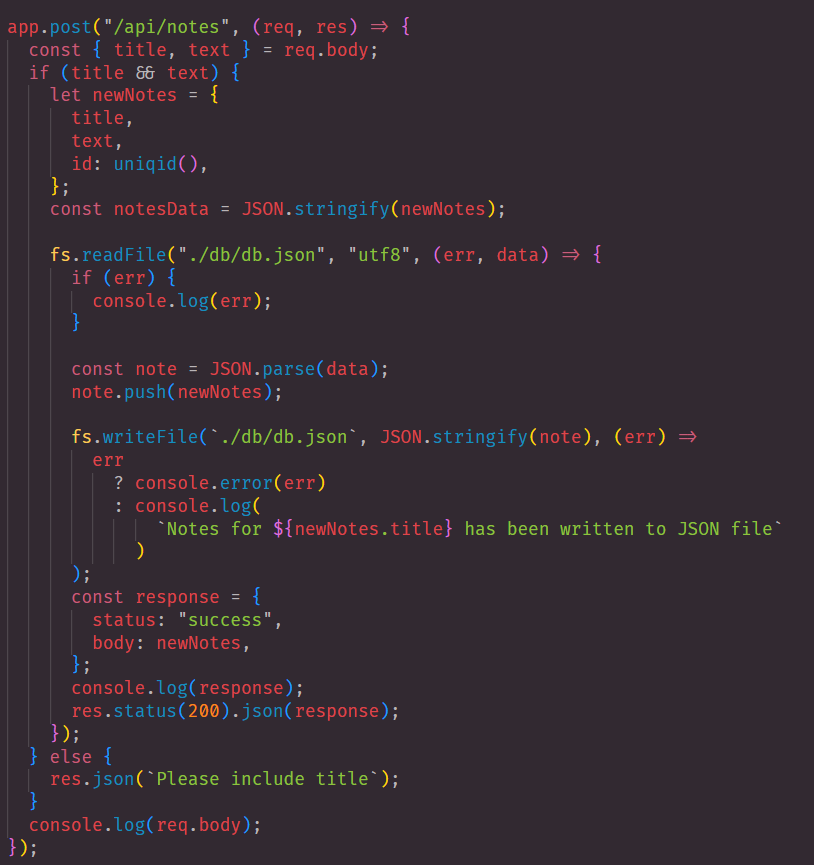 app.post("/api/notes", (req, res) => {
  const { title, text } = req.body;
  if (title && text) {
    let newNotes = {
      title,
      text,
      id: uniqid(),
    };
    const notesData = JSON.stringify(newNotes);

    fs.readFile("./db/db.json", "utf8", (err, data) => {
      if (err) {
        console.log(err);
      }

      const note = JSON.parse(data);
      note.push(newNotes);

      fs.writeFile(`./db/db.json`, JSON.stringify(note), (err) =>
        err
          ? console.error(err)
          : console.log(
              `Notes for ${newNotes.title} has been written to JSON file`
            )
      );
      const response = {
        status: "success",
        body: newNotes,
      };
      console.log(response);
      res.status(200).json(response);
    });
  } else {
    res.json(`Please include title`);
  }
  console.log(req.body);
});